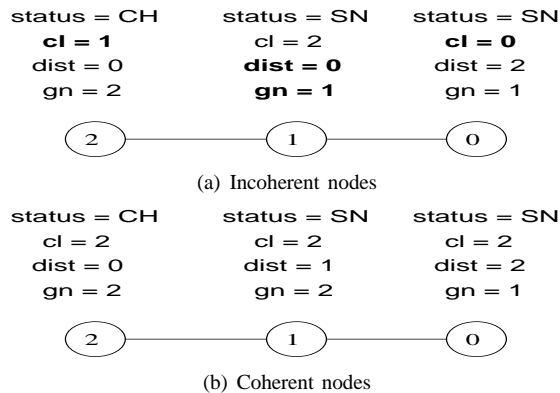 status = CH status = SN status = SN
cl = 1 cl = 2 cl = 0
dist = 0 dist = 0 dist = 2
gn = 2 gn = 1 gn = 1
2 1 0
(a) Incoherent nodes
status = CH status = SN status = SN
cl = 2 cl = 2 cl = 2
dist = 0 dist = 1 dist = 2
gn = 2 gn = 2 gn = 1
2 1 0
(b) Coherent nodes